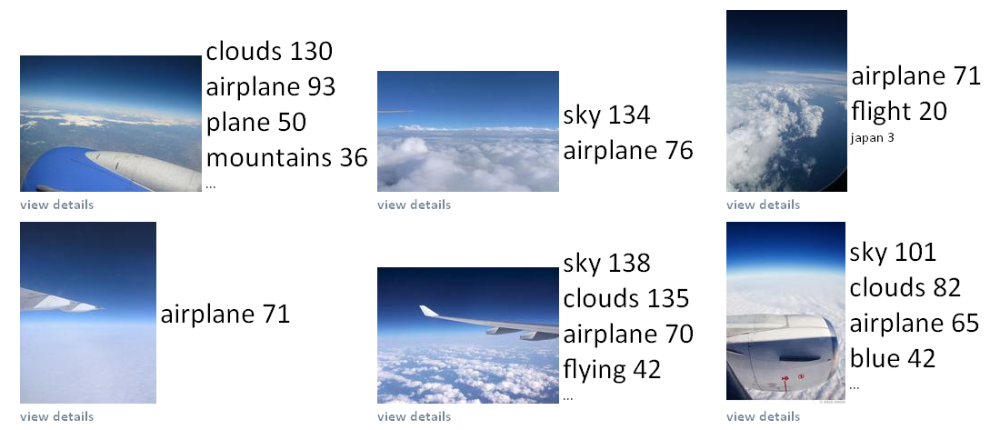 clouds 130
airplane 93
plane 50
mountains 36
...
view details
sky 134
airplane 76
view details
airplane 71
flight 20
japan 3
view details
airplane 71
view details
sky 138
clouds 135
airplane 70
flying 42
...
view details
sky 101
clouds 82
airplane 65
blue 42
...
view details